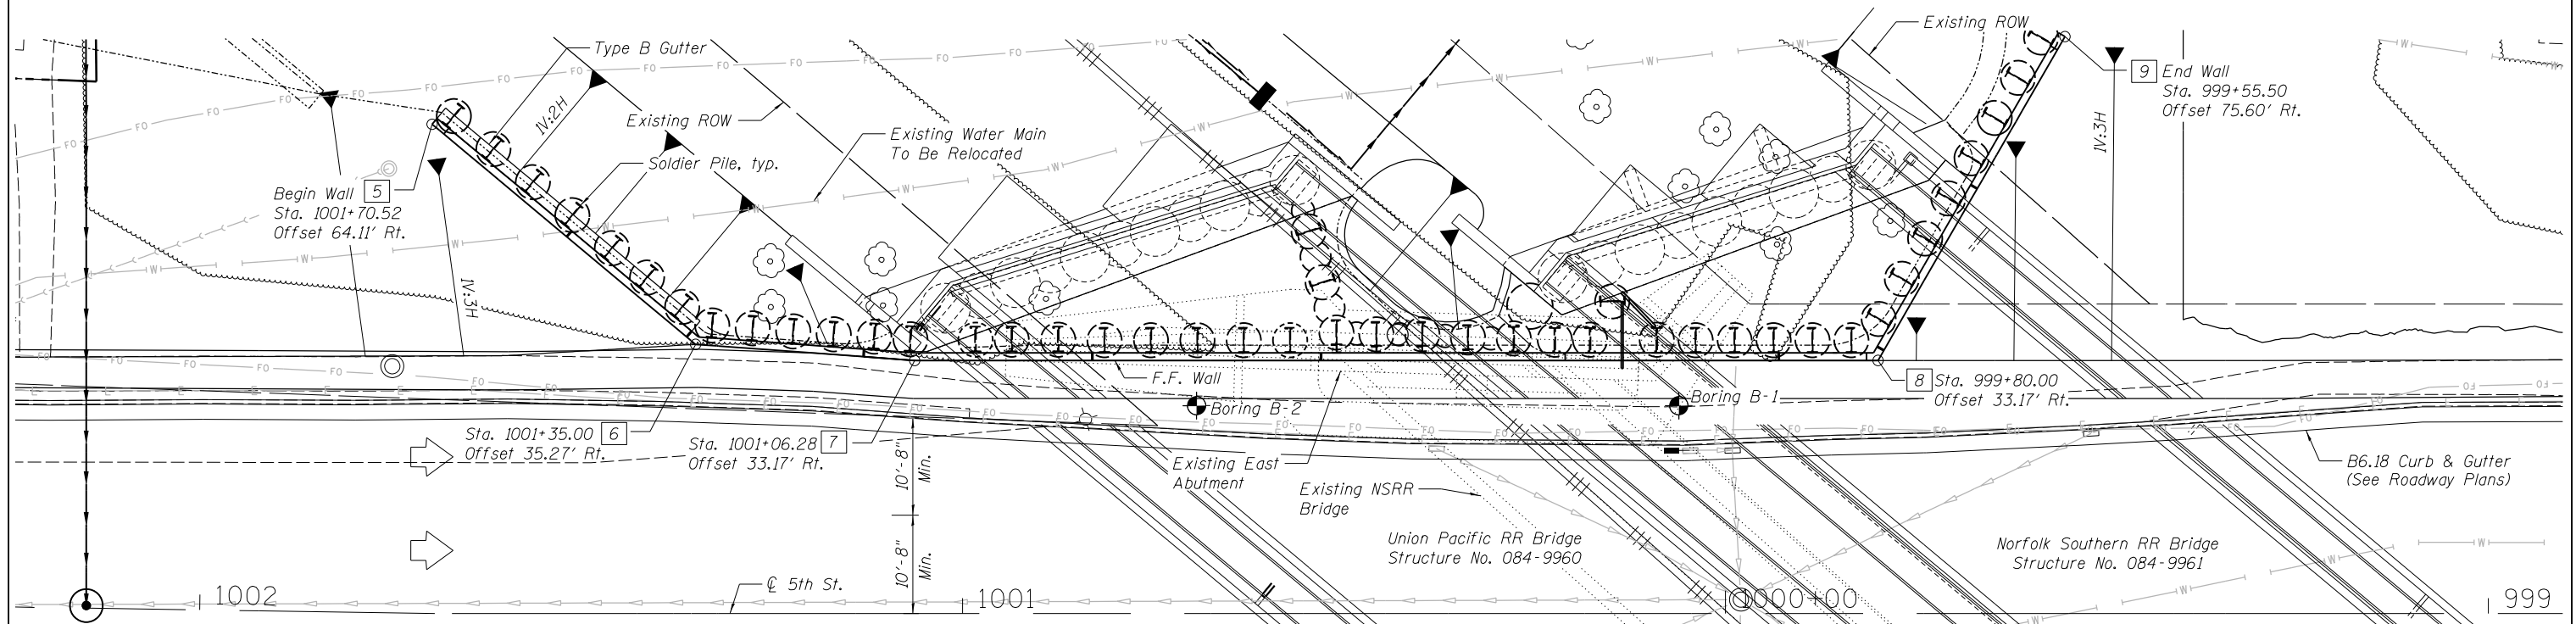 Existing ROW
Type B Gutter
1V:2H
Existing ROW
Existing Water Main
To Be Relocated
Soldier Pile, typ.
Begin Wall 5
Sta. 1001+70.52
Offset 64.11' Rt.
1V:3H
9 End Wall
Sta. 999+55.50
Offset 75.60' Rt.
1V:3H
F.F. Wall
8 Sta. 999+80.00
Offset 33.17' Rt.
Boring B-2
Boring B-1
Sta. 1001+35.00 6
Offset 35.27' Rt.
Sta. 1001+06.28 7
Offset 33.17' Rt.
10'-8"
Min.
10'-8"
Min.
Existing East
Abutment
Existing NSRR
Bridge
B6.18 Curb & Gutter
(See Roadway Plans)
Union Pacific RR Bridge
Structure No. 084-9960
Norfolk Southern RR Bridge
Structure No. 084-9961
℄ 5th St.
1002
1001
1000+00
999